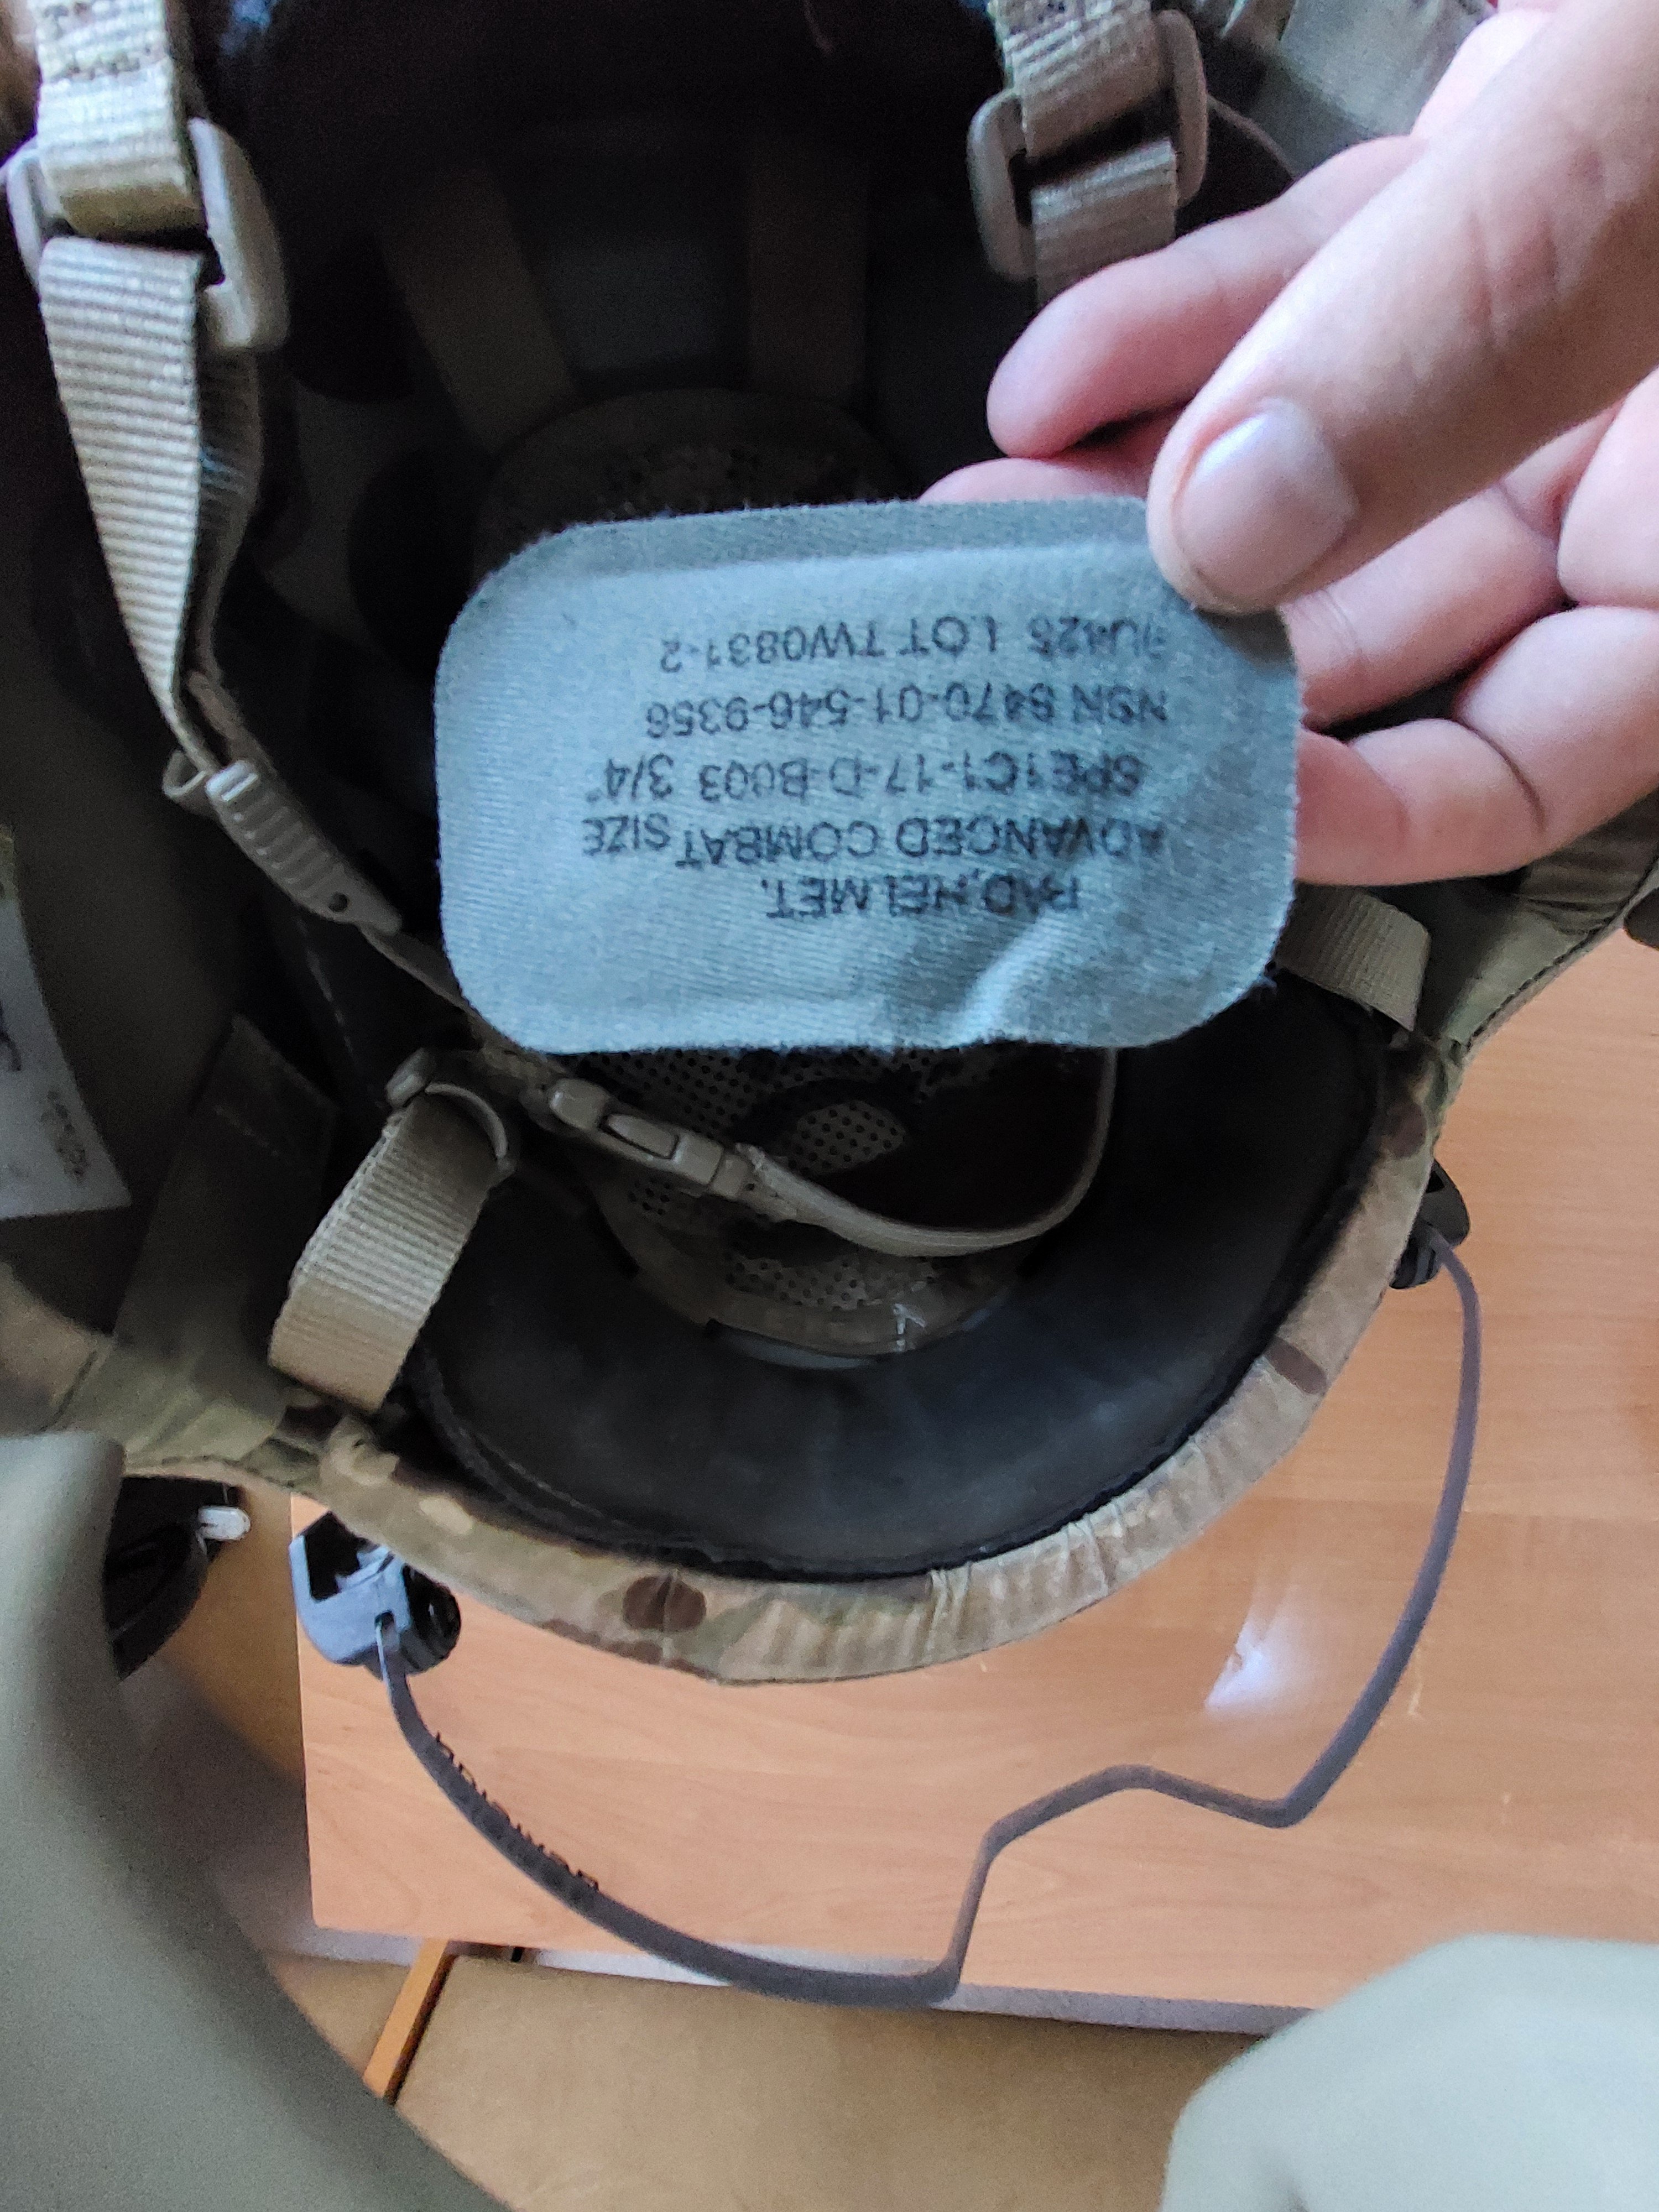 PAD,HELMET,
ADVANCED COMBAT SIZE
SPE1C1-17-D-B003 3/4"
NSN 8470-01-546-9356
LOT TW0831-2